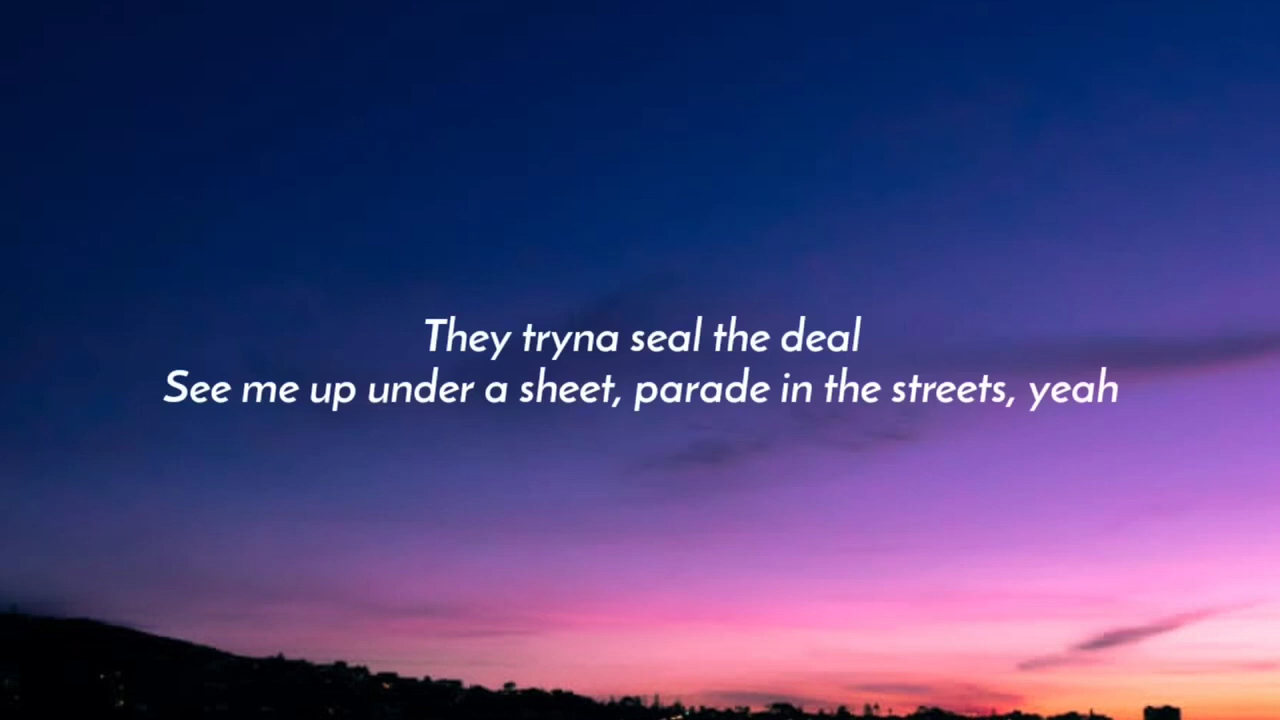 They tryna seal the deal
See me up under a sheet, parade in the streets, yeah